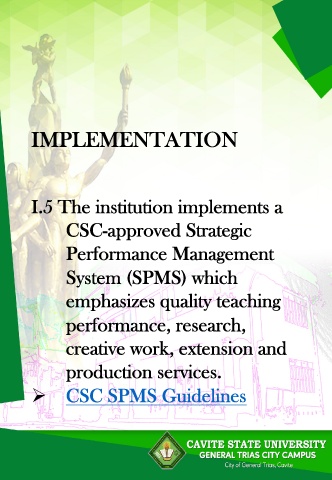 IMPLEMENTATION
I.5 The institution implements a
CSC-approved Strategic
Performance Management
System (SPMS) which
emphasizes quality teaching
performance, research,
creative work, extension and
production services.
➢ CSC SPMS Guidelines
CAVITE STATE UNIVERSITY
GENERAL TRIAS CITY CAMPUS
City of General Trias, Cavite